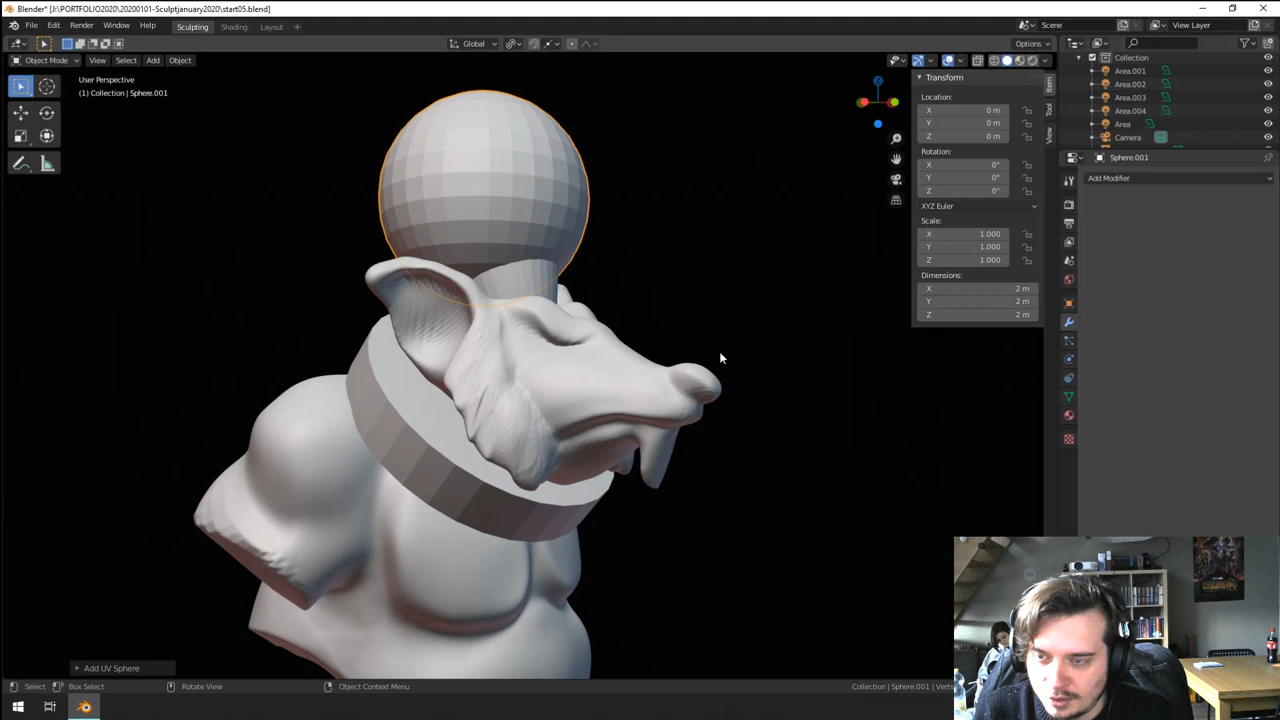 Blender* [J:\PORTFOLIO2020\20200101-Sculptjanuary2020\start05.blend]
File Edit Render Window Help Sculpting Shading Layout Scene View Layer
Global Options
Object Mode View Select Add Object
User Perspective
(1) Collection | Sphere.001
Transform
Location:
X 0 m
Y 0 m
Z 0 m
Rotation:
X 0°
Y 0°
Z 0°
XYZ Euler
Scale:
X 1.000
Y 1.000
Z 1.000
Dimensions:
X 2 m
Y 2 m
Z 2 m
Item
Tool
View
Collection
Area.001
Area.002
Area.003
Area.004
Area
Camera
Sphere.001
Add Modifier
Add UV Sphere
Select Box Select Rotate View Object Context Menu Collection | Sphere.001 | Verts